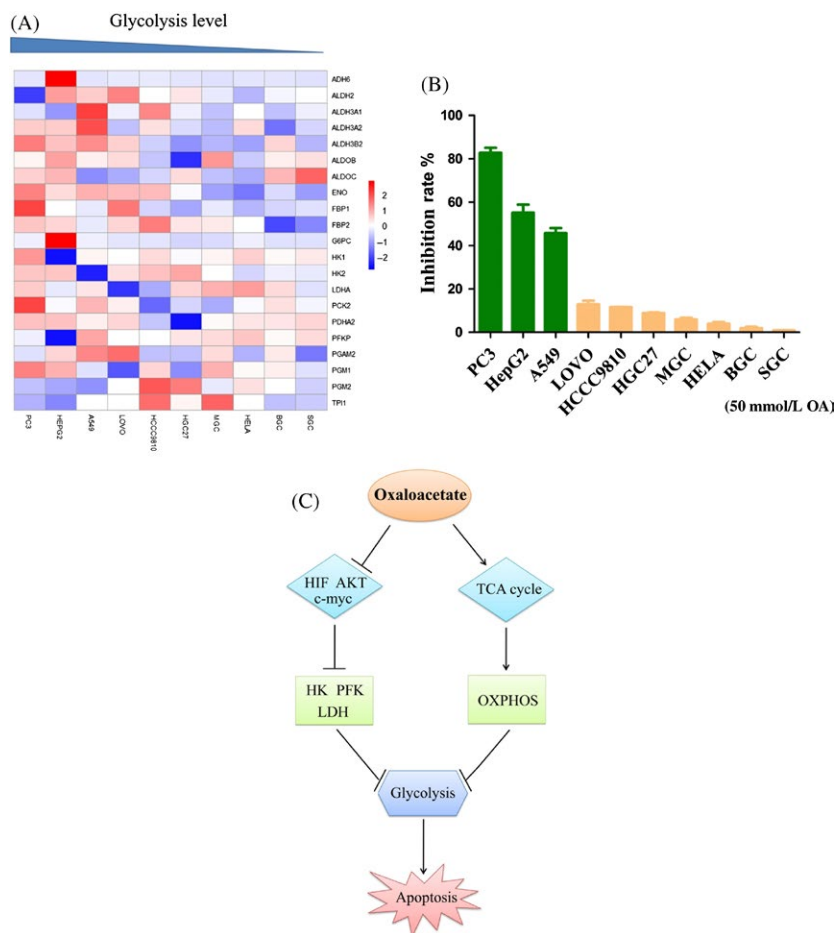 (A)
Glycolysis level
ADH6
ALDH2
ALDH3A1
ALDH3A2
ALDH3B2
ALDOB
ALDOC
ENO
FBP1
FBP2
G6PC
HK1
HK2
LDHA
PCK2
PDHA2
PFKP
PGAM2
PGM1
PGM2
TPI1
2
1
0
−1
−2
PC3
HEPG2
A549
LOVO
HCCC9810
HGC27
MGC
HELA
BGC
SGC
(B)
Inhibition rate %
100
80
60
40
20
0
PC3
HepG2
A549
LOVO
HCCC9810
HGC27
MGC
HELA
BGC
SGC
(50 mmol/L OA)
(C)
Oxaloacetate
HIF AKT
c-myc
TCA cycle
HK PFK
LDH
OXPHOS
Glycolysis
Apoptosis